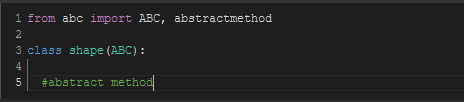 1 from abc import ABC, abstractmethod
2
3 class shape(ABC):
4
5   #abstract method